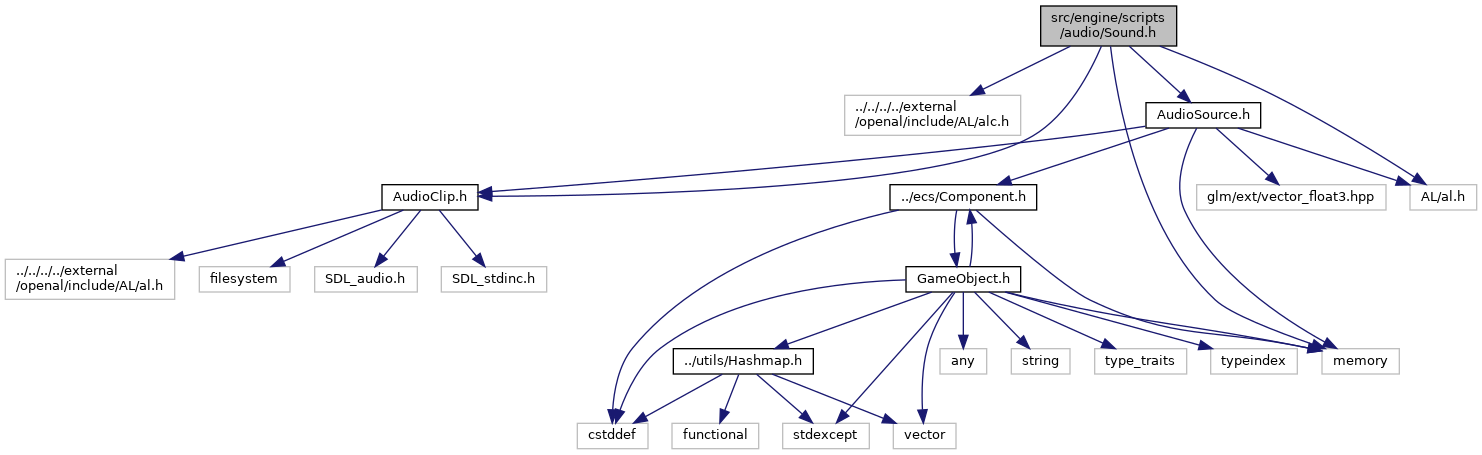 src/engine/scripts
/audio/Sound.h
../../../../external
/openal/include/AL/alc.h
AudioSource.h
AudioClip.h
../ecs/Component.h
glm/ext/vector_float3.hpp
AL/al.h
../../../../external
/openal/include/AL/al.h
filesystem
SDL_audio.h
SDL_stdinc.h
GameObject.h
../utils/Hashmap.h
any
string
type_traits
typeindex
memory
cstddef
functional
stdexcept
vector